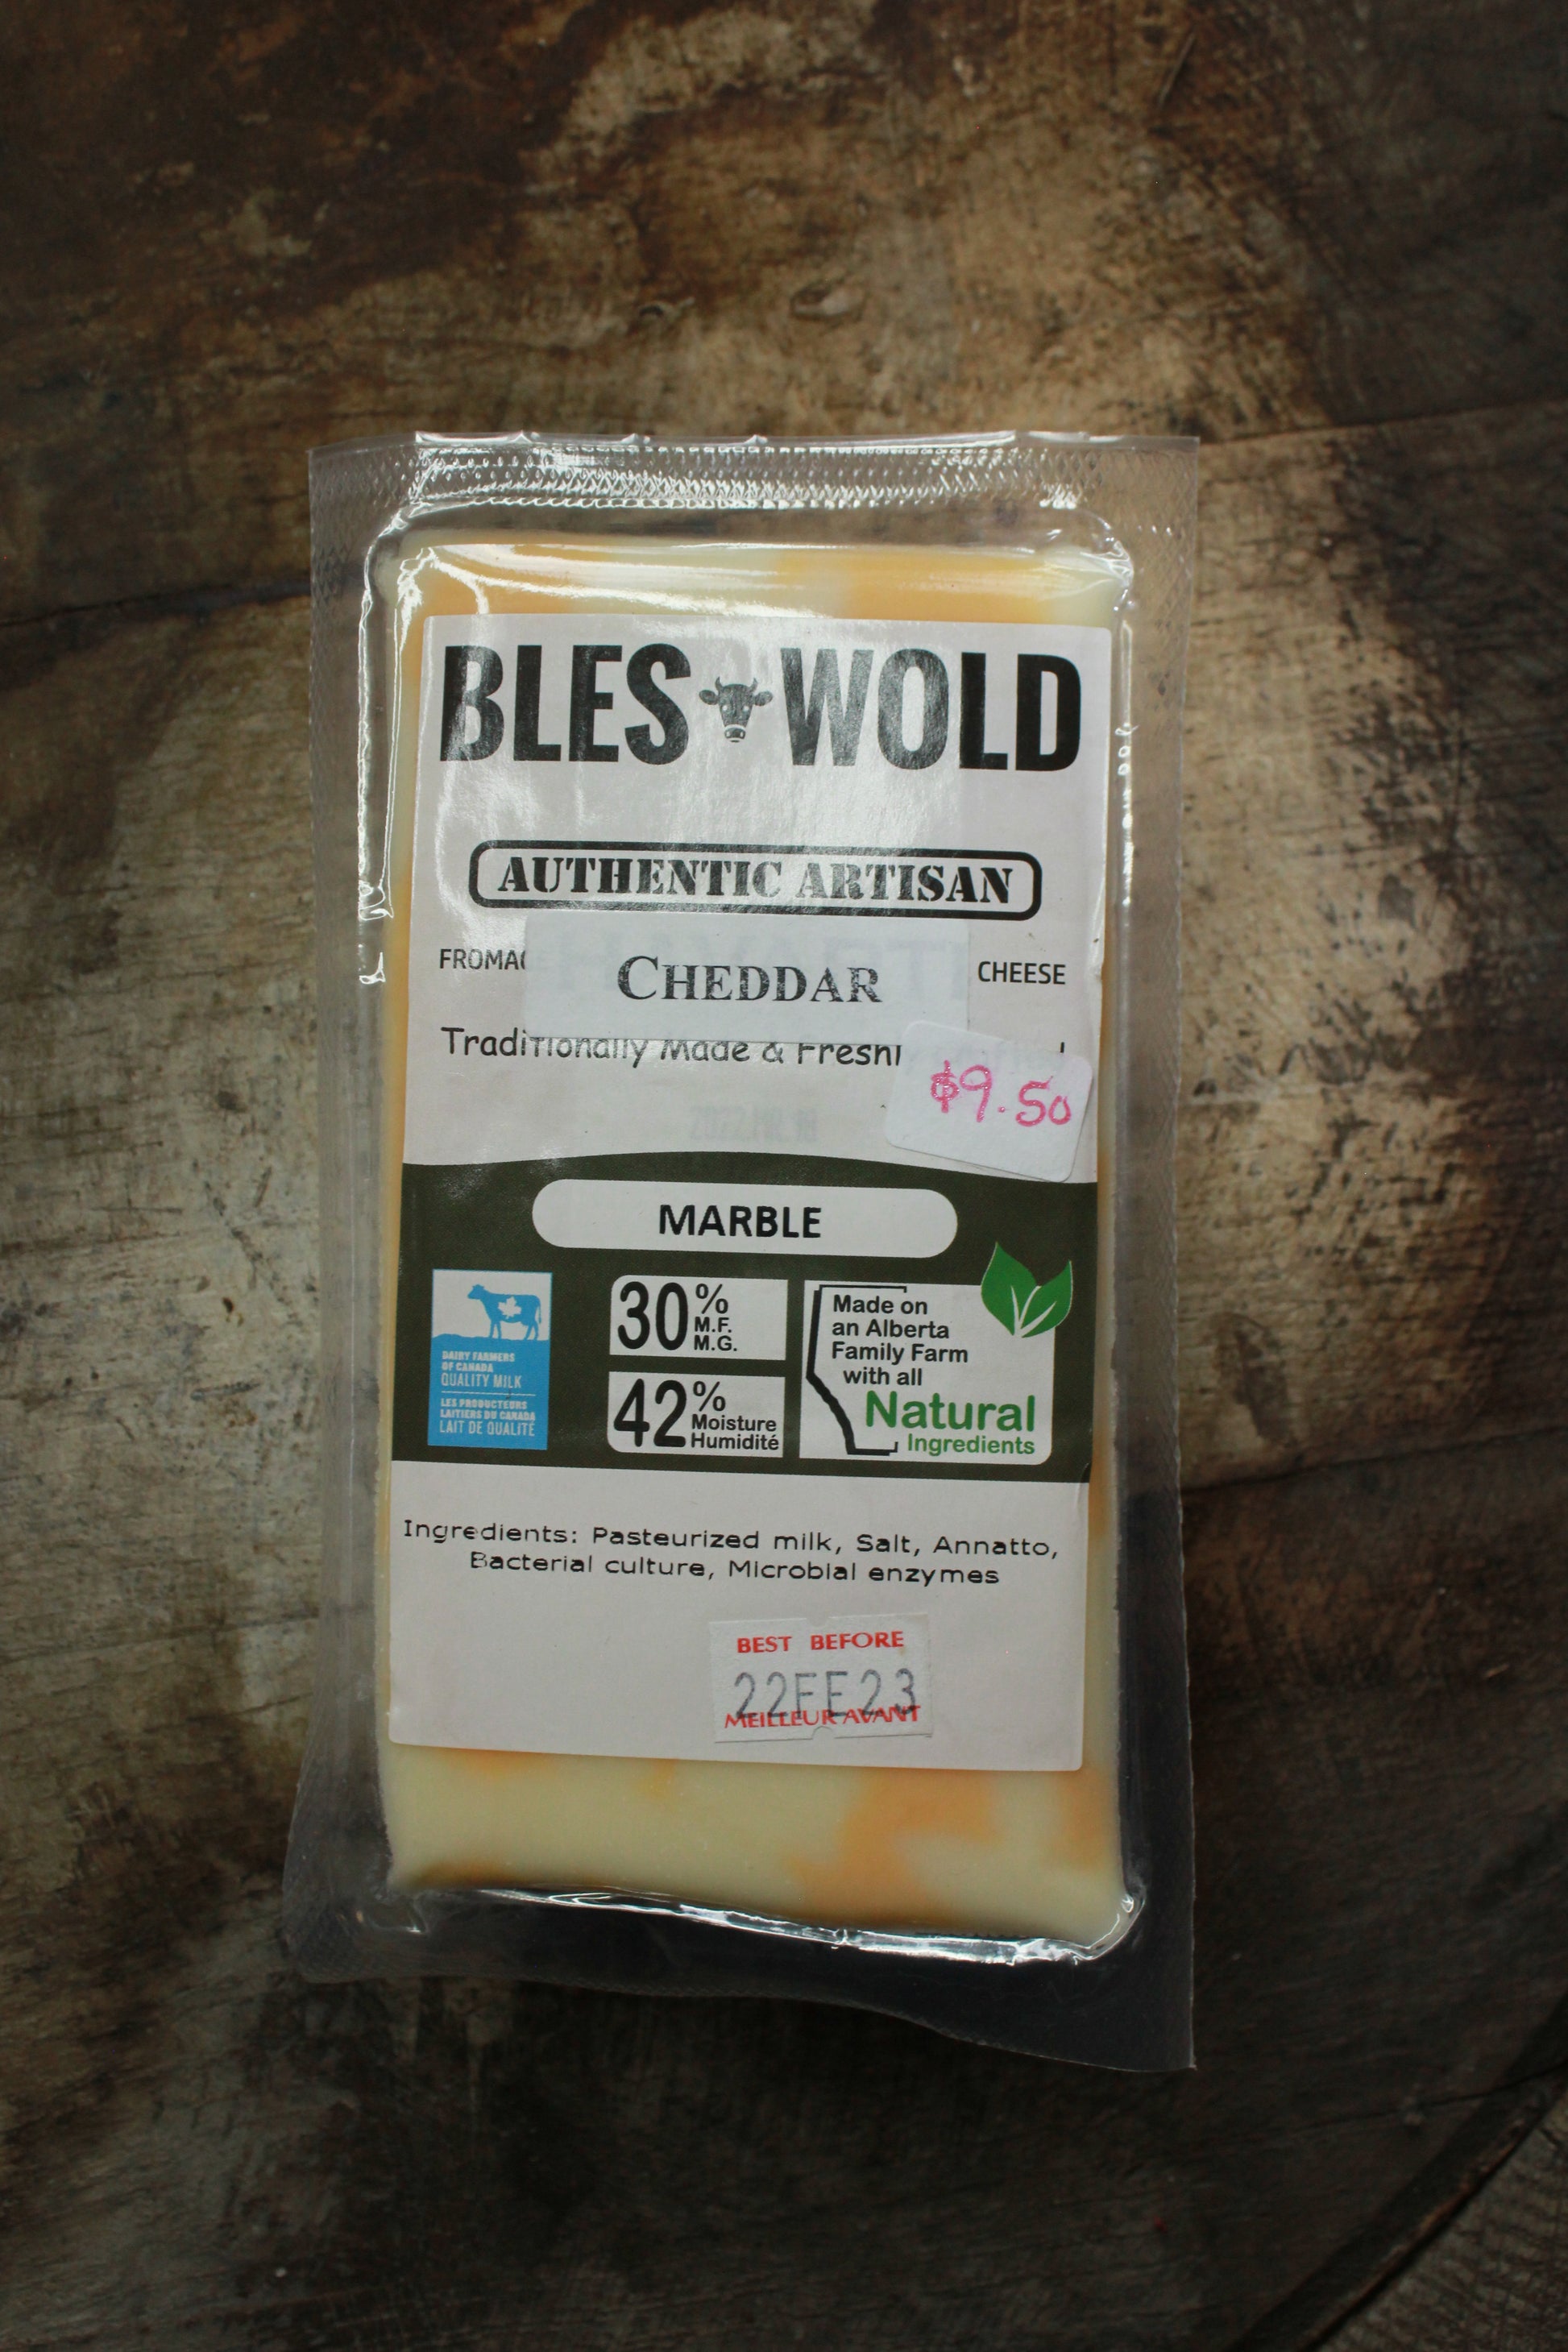 BLES WOLD
AUTHENTIC ARTISAN
CHEDDAR
CHEESE
Traditionally Made &
$9.50
MARBLE
DAIRY FARMERS
OF CANADA
QUALITY MILK
LES PRODUCTEURS
LAITIERS DU CANADA
LAIT DE QUALITÉ
30%
M.F.
M.G.
42%
Moisture
Humidité
Made on
an Alberta
Family Farm
with all
Natural
Ingredients
Ingredients: Pasteurized milk, Salt, Annatto,
Bacterial culture, Microbial enzymes
BEST BEFORE
22FE23
MEILLEUR AVANT